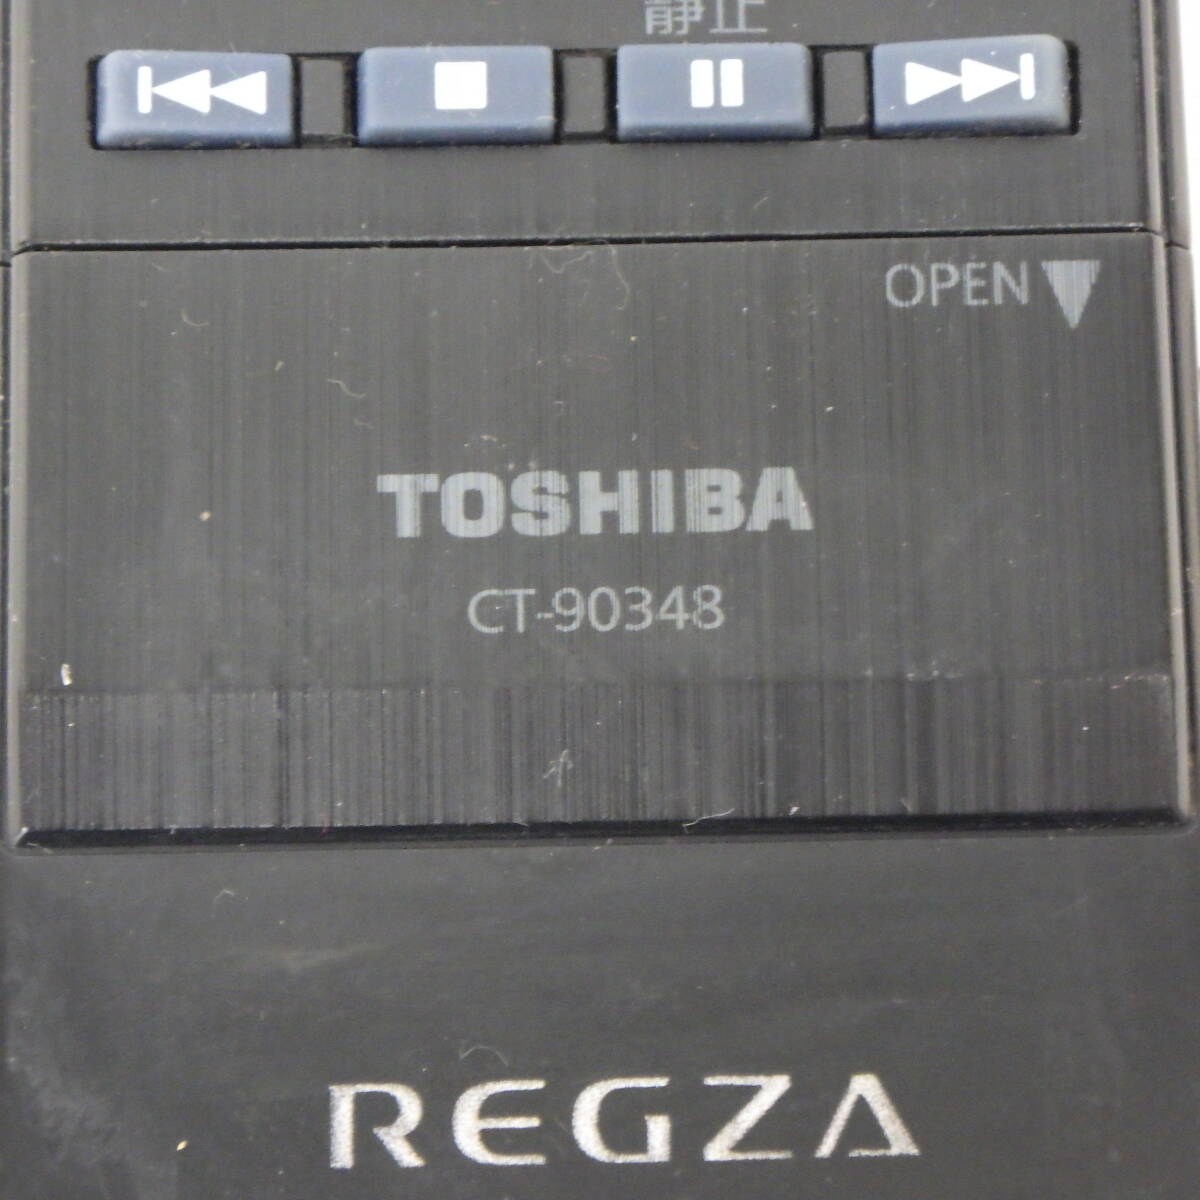 静止
OPEN
TOSHIBA
CT-90348
REGZA